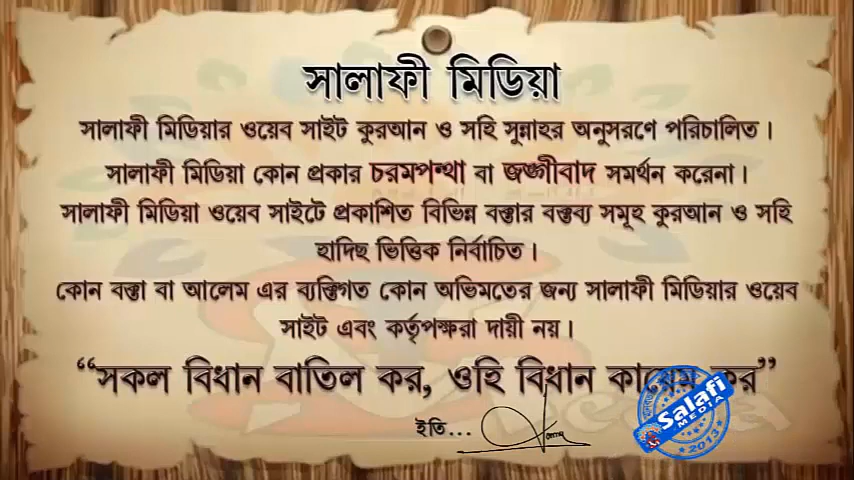 সালাফী মিডিয়া
সালাফী মিডিয়ার ওয়েব সাইট কুরআন ও সহি সুন্নাহর অনুসরণে পরিচালিত।
সালাফী মিডিয়া কোন প্রকার চরমপন্থা বা জঙ্গীবাদ সমর্থন করেনা।
সালাফী মিডিয়া ওয়েব সাইটে প্রকাশিত বিভিন্ন বক্তার বক্তব্য সমূহ কুরআন ও সহি
হাদিছ ভিত্তিক নির্বাচিত।
কোন বক্তা বা আলেম এর ব্যক্তিগত কোন অভিমতের জন্য সালাফী মিডিয়ার ওয়েব
সাইট এবং কর্তৃপক্ষরা দায়ী নয়।
“সকল বিধান বাতিল কর, ওহি বিধান কায়েম কর”
ইতি...
Salafi
MEDIA
2013